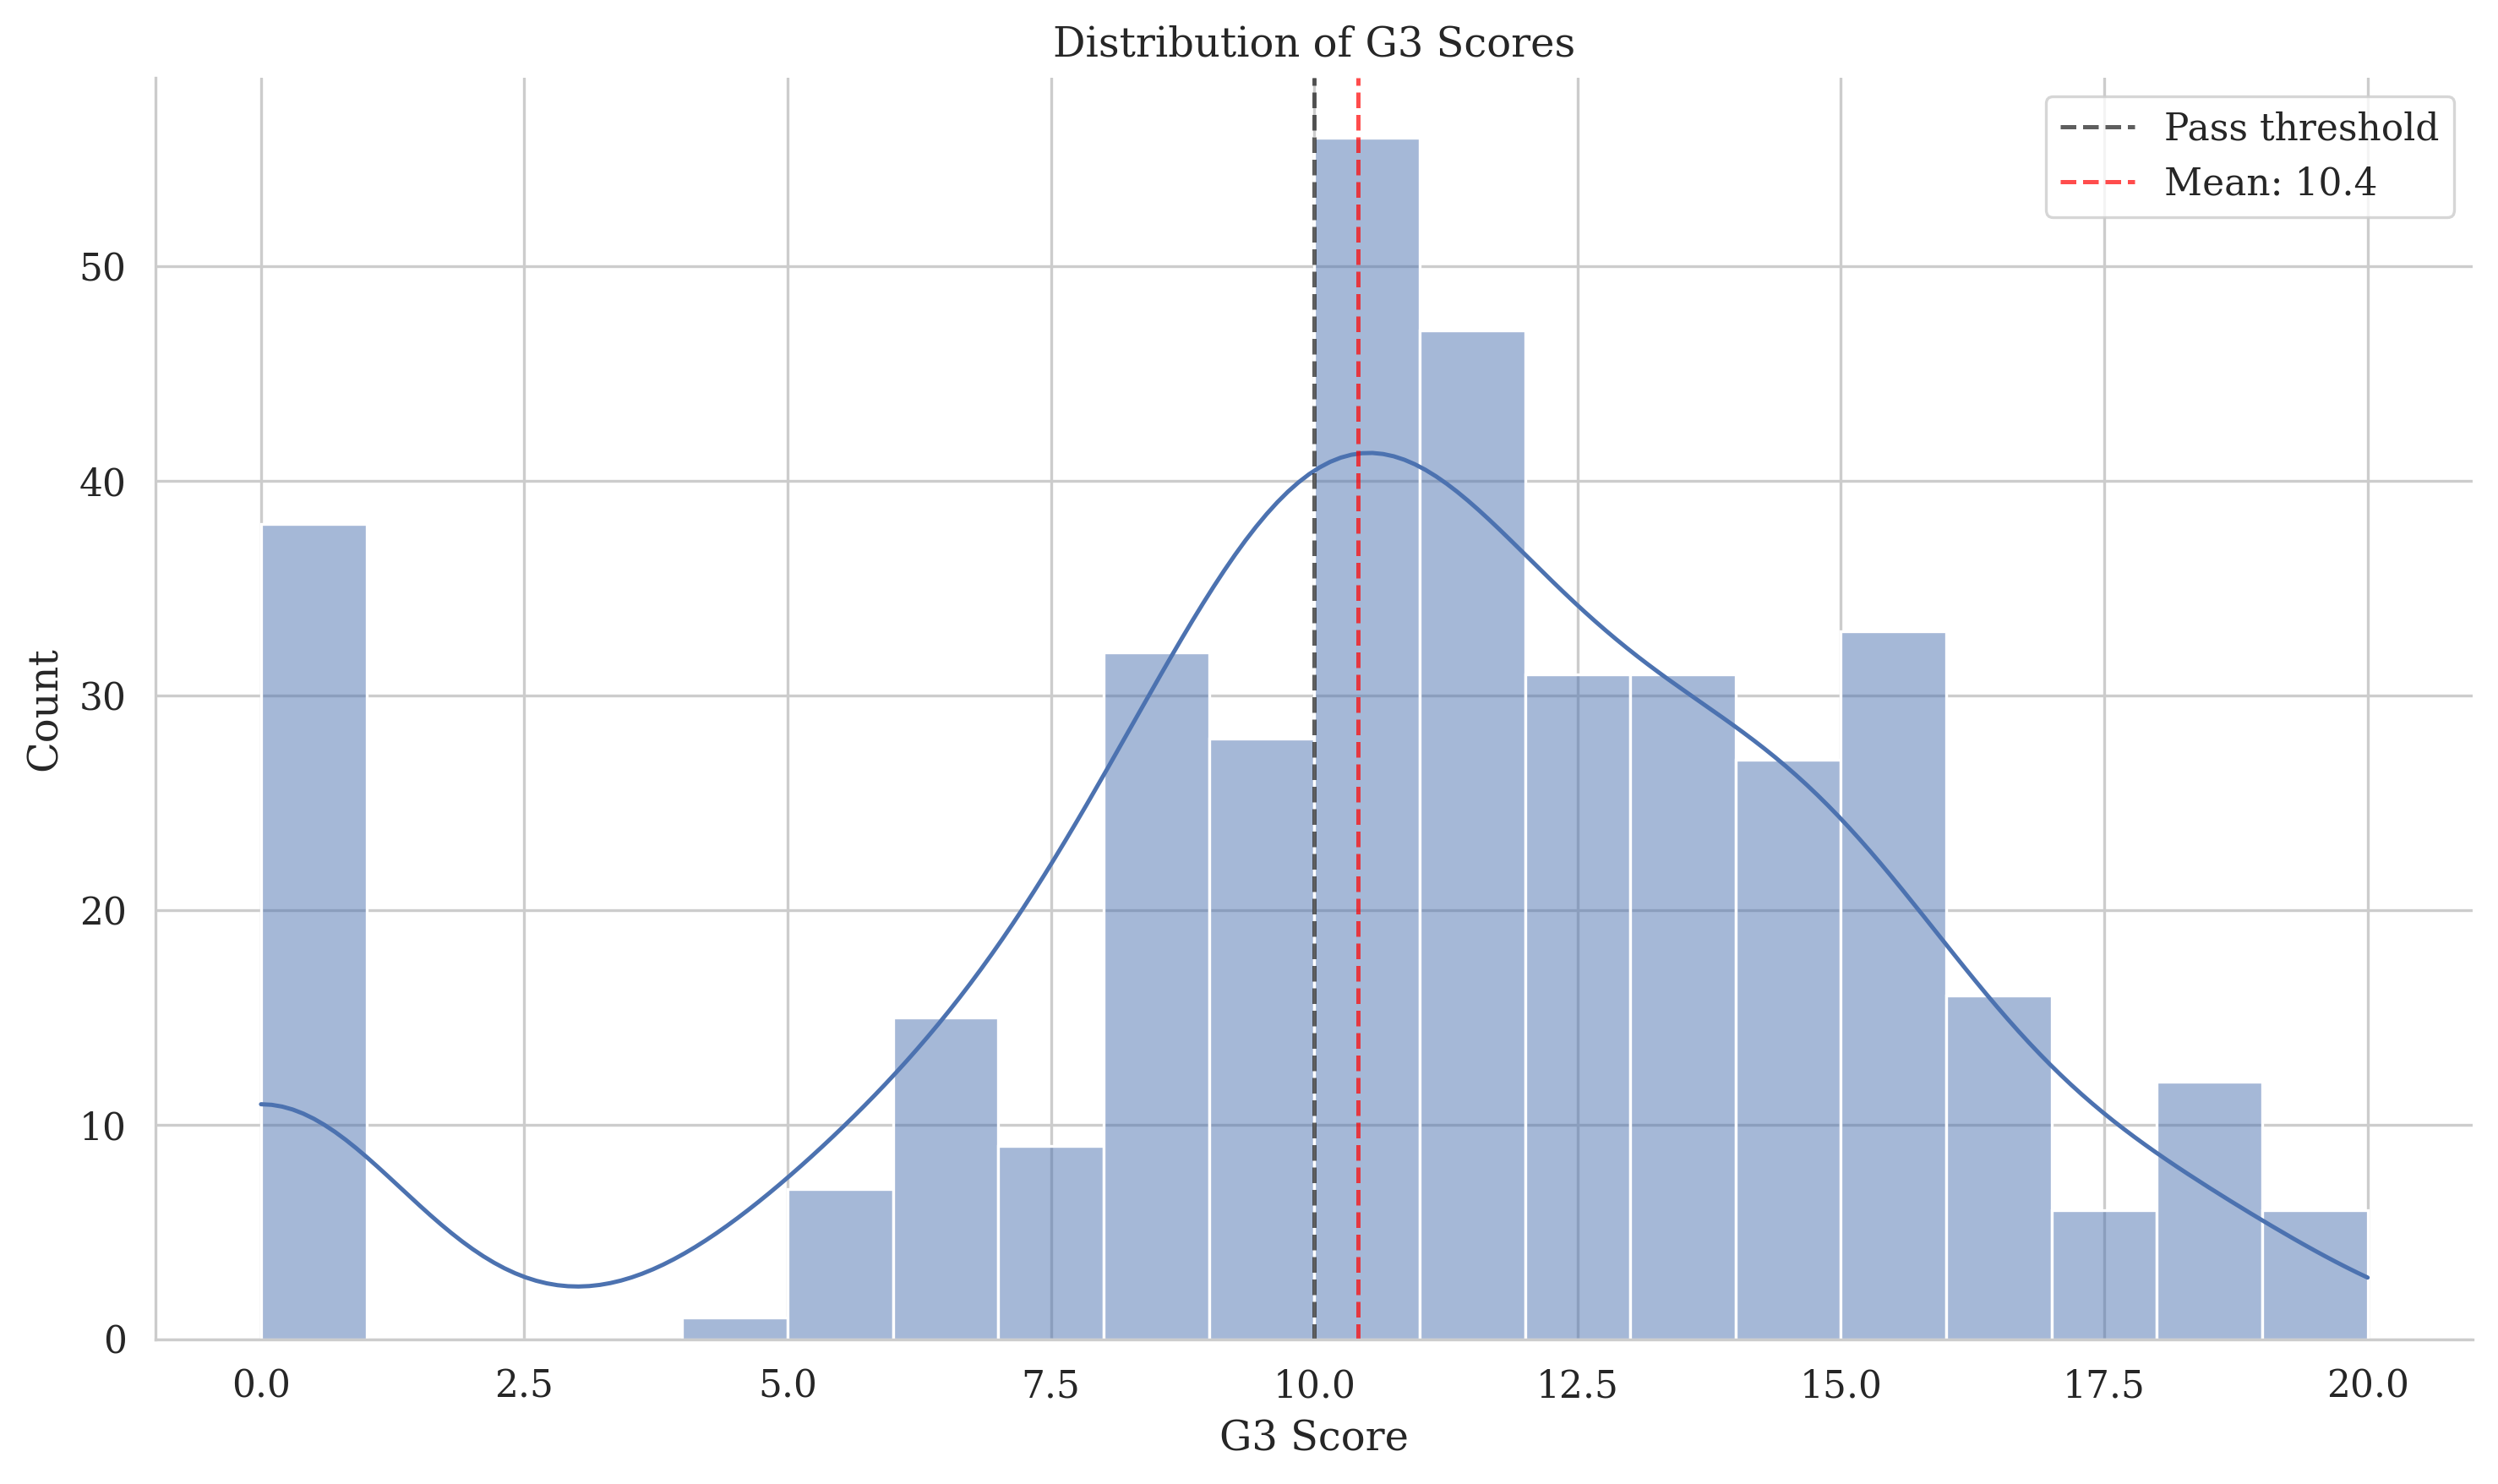 Distribution of G3 Scores
Pass threshold
Mean: 10.4
Count
50
40
30
20
10
0
0.0 2.5 5.0 7.5 10.0 12.5 15.0 17.5 20.0
G3 Score